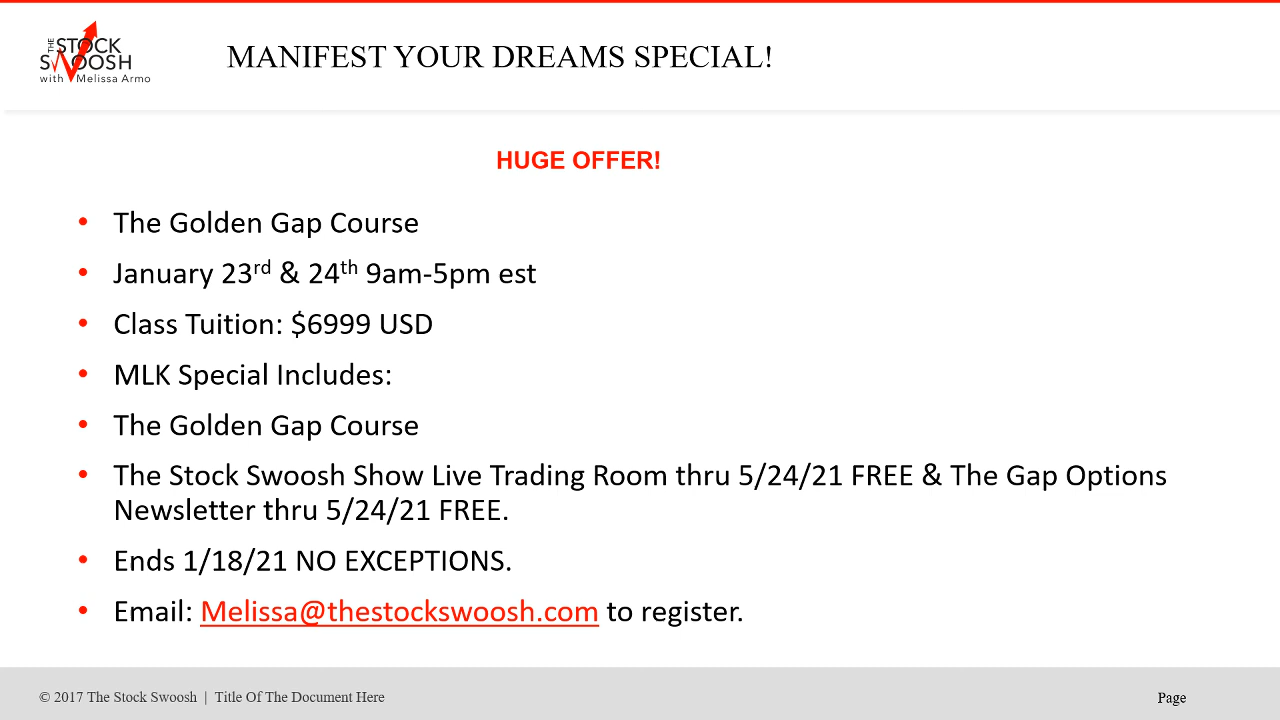 THE
STOCK
SWOOSH
with Melissa Armo
MANIFEST YOUR DREAMS SPECIAL!
HUGE OFFER!
• The Golden Gap Course
• January 23rd & 24th 9am-5pm est
• Class Tuition: $6999 USD
• MLK Special Includes:
• The Golden Gap Course
• The Stock Swoosh Show Live Trading Room thru 5/24/21 FREE & The Gap Options
Newsletter thru 5/24/21 FREE.
• Ends 1/18/21 NO EXCEPTIONS.
• Email: Melissa@thestockswoosh.com to register.
© 2017 The Stock Swoosh | Title Of The Document Here
Page